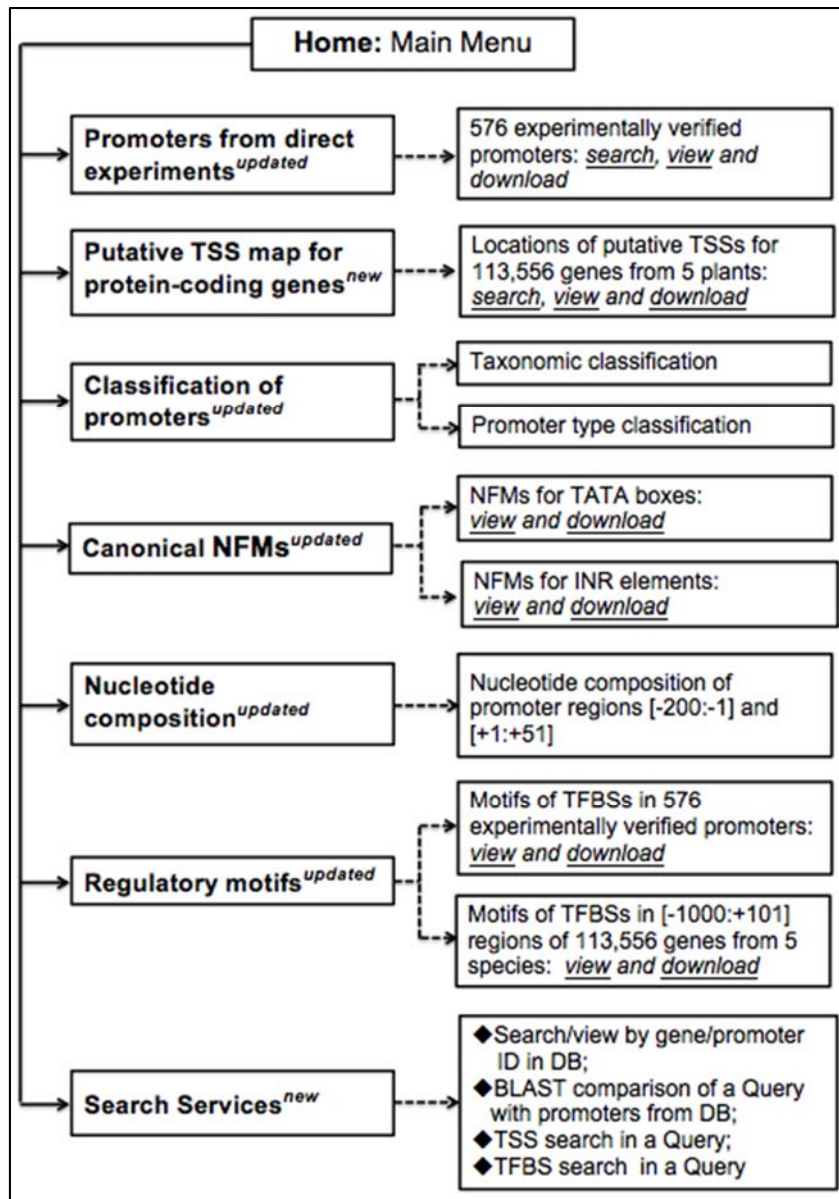 Home: Main Menu
Promoters from direct
experiments updated
576 experimentally verified
promoters: search, view and
download
Putative TSS map for
protein-coding genes new
Locations of putative TSSs for
113,556 genes from 5 plants:
search, view and download
Classification of
promoters updated
Taxonomic classification
Promoter type classification
Canonical NFMs updated
NFMs for TATA boxes:
view and download
NFMs for INR elements:
view and download
Nucleotide
composition updated
Nucleotide composition of
promoter regions [-200:-1] and
[+1:+51]
Regulatory motifs updated
Motifs of TFBSs in 576
experimentally verified promoters:
view and download
Motifs of TFBSs in [-1000:+101]
regions of 113,556 genes from 5
species: view and download
Search Services new
◆Search/view by gene/promoter
ID in DB;
◆BLAST comparison of a Query
with promoters from DB;
◆TSS search in a Query;
◆TFBS search in a Query